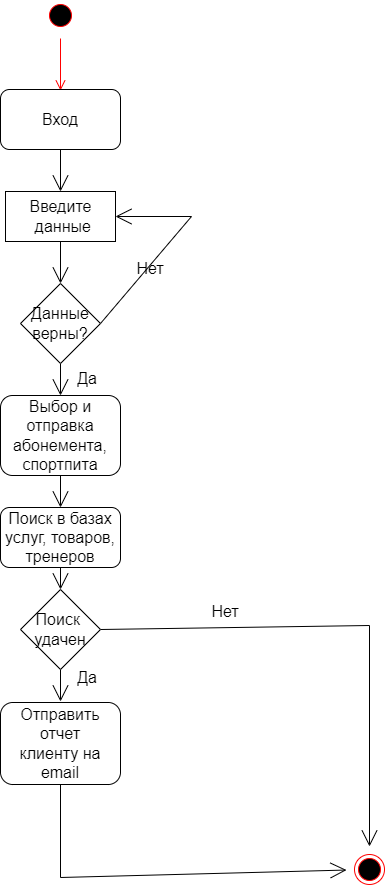 Вход
Введите
данные
Нет
Данные
верны?
Да
Выбор и
отправка
абонемента,
спортпита
Поиск в базах
услуг, товаров,
тренеров
Нет
Поиск
удачен
Да
Отправить
отчет
клиенту на
email